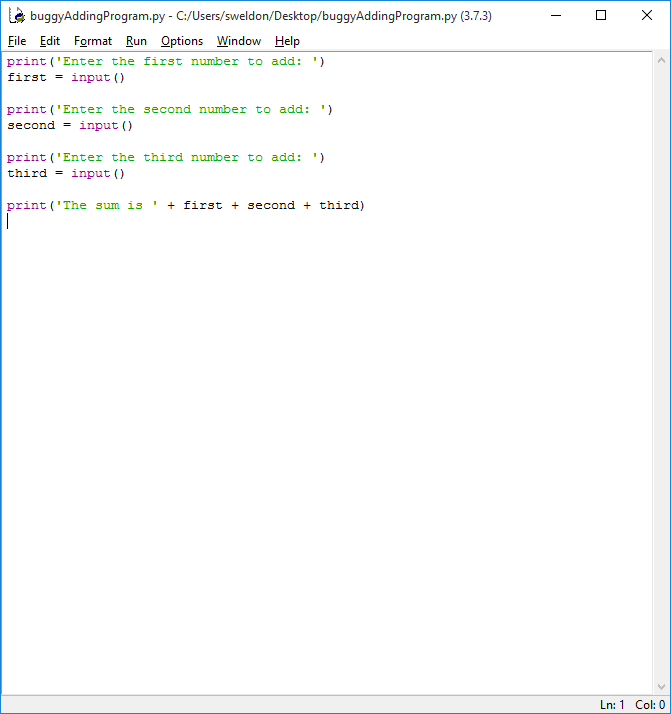 buggyAddingProgram.py - C:/Users/sweldon/Desktop/buggyAddingProgram.py (3.7.3)
File Edit Format Run Options Window Help
print('Enter the first number to add: ')
first = input()
print('Enter the second number to add: ')
second = input()
print('Enter the third number to add: ')
third = input()
print('The sum is ' + first + second + third)
Ln: 1 Col: 0